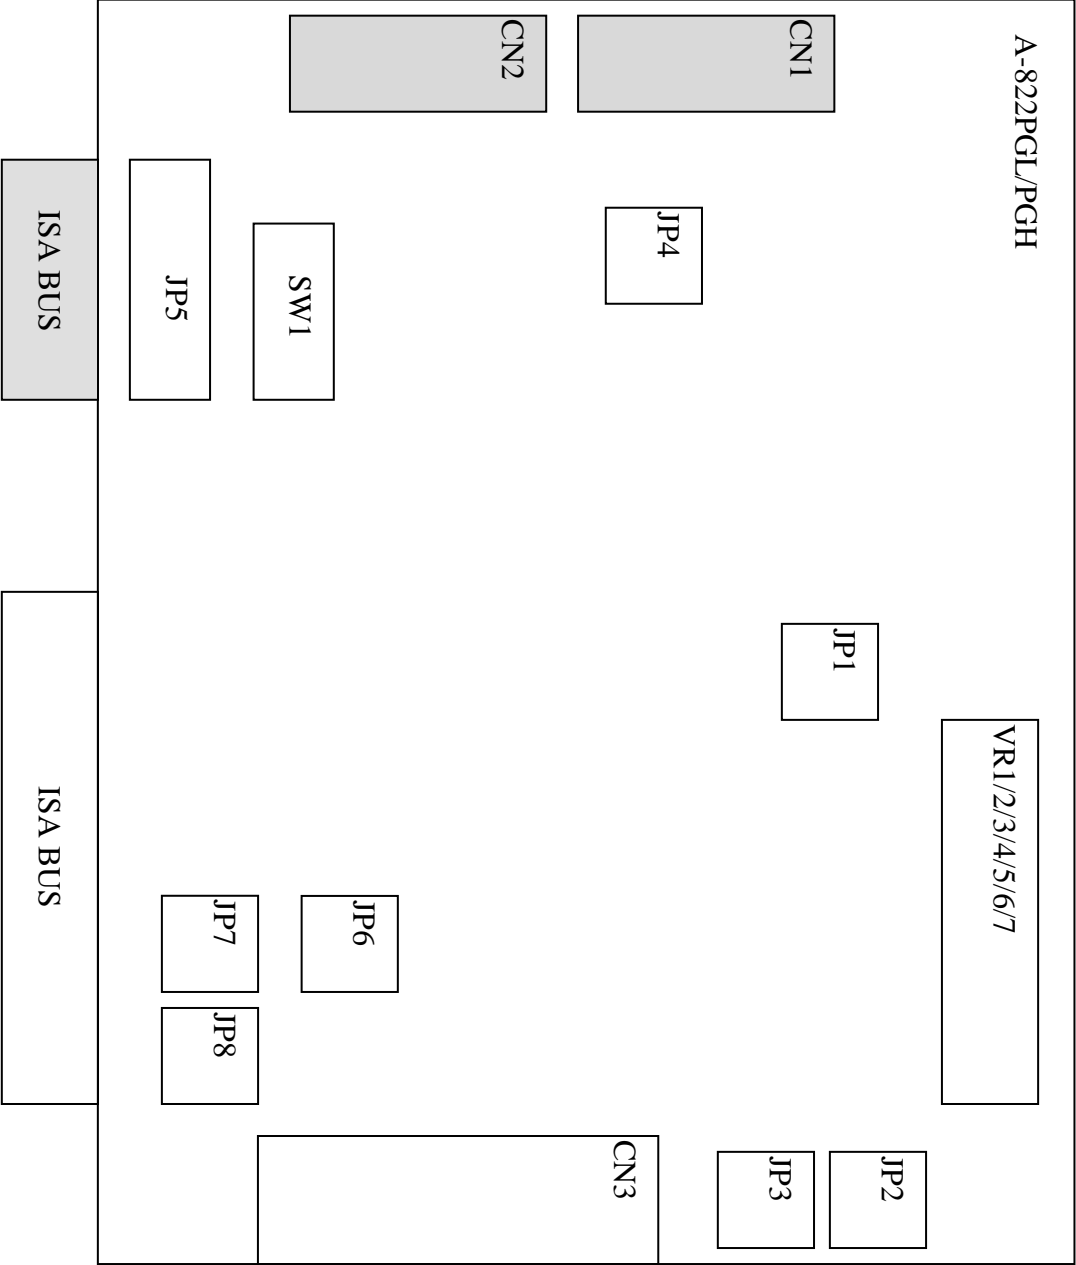 A-822PGL/PGH
CN1
CN2
JP4
SW1
JP5
ISA BUS
JP1
VR1/2/3/4/5/6/7
JP6
JP7
JP8
ISA BUS
JP2
JP3
CN3